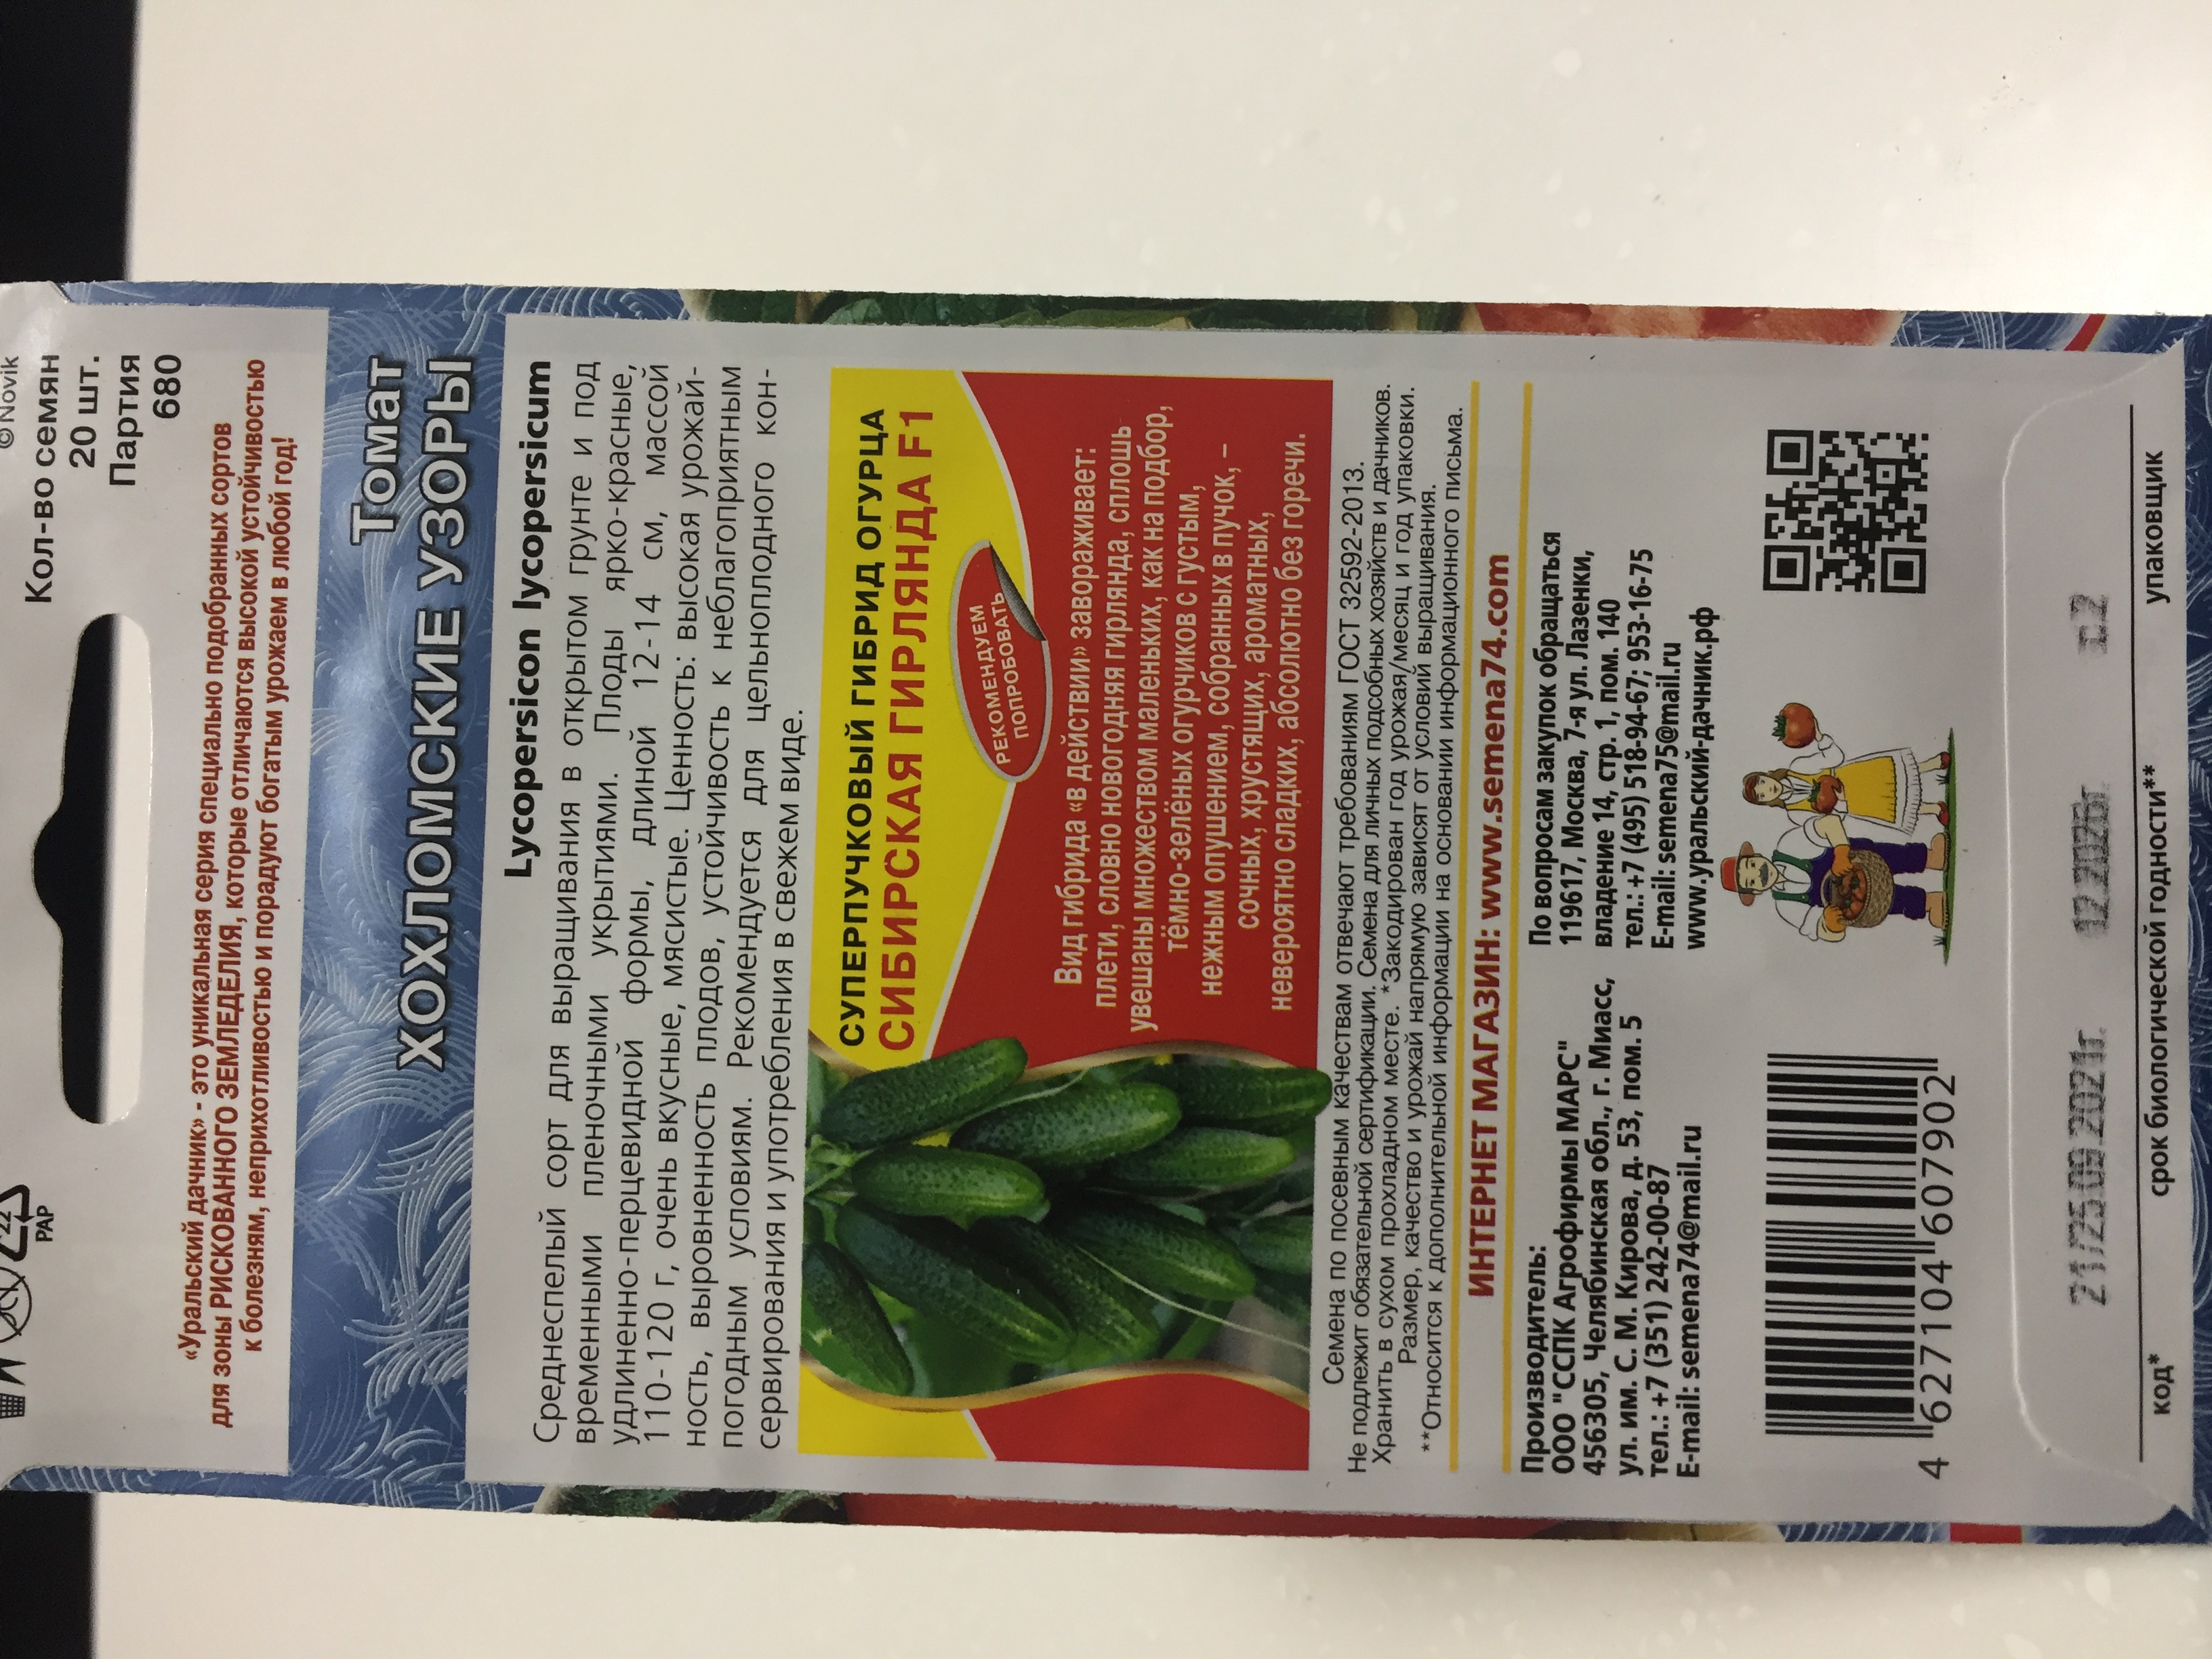 © Novik
Кол-во семян
20 шт.
Партия
680
22
PAP
«Уральский дачник» - это уникальная серия специально подобранных сортов
для зоны РИСКОВАННОГО ЗЕМЛЕДЕЛИЯ, которые отличаются высокой устойчивостью
к болезням, неприхотливостью и порадуют богатым урожаем в любой год!
Томат
ХОХЛОМСКИЕ УЗОРЫ
Lycopersicon lycopersicum
Среднеспелый сорт для выращивания в открытом грунте и под
временными пленочными укрытиями. Плоды ярко-красные,
удлиненно-перцевидной формы, длиной 12-14 см, массой
110-120 г, очень вкусные, мясистые. Ценность: высокая урожай-
ность, выровненность плодов, устойчивость к неблагоприятным
погодным условиям. Рекомендуется для цельноплодного кон-
сервирования и употребления в свежем виде.
СУПЕРПУЧКОВЫЙ ГИБРИД ОГУРЦА
СИБИРСКАЯ ГИРЛЯНДА F1
РЕКОМЕНДУЕМ
ПОПРОБОВАТЬ
Вид гибрида «в действии» завораживает:
плети, словно новогодняя гирлянда, сплошь
увешаны множеством маленьких, как на подбор,
тёмно-зелёных огурчиков с густым,
нежным опушением, собранных в пучок, –
сочных, хрустящих, ароматных,
невероятно сладких, абсолютно без горечи.
Семена по посевным качествам отвечают требованиям ГОСТ 32592-2013.
Не подлежит обязательной сертификации. Семена для личных подсобных хозяйств и дачников.
Хранить в сухом прохладном месте. *Закодирован год урожая/месяц и год упаковки.
Размер, качество и урожай напрямую зависят от условий выращивания.
**Относится к дополнительной информации на основании информационного письма.
ИНТЕРНЕТ МАГАЗИН: www.semena74.com
Производитель:
ООО "ССПК Агрофирмы МАРС"
456305, Челябинская обл., г. Миасс,
ул. им. С. М. Кирова, д. 53, пом. 5
тел.: +7 (351) 242-00-87
E-mail: semena74@mail.ru
По вопросам закупок обращаться
119617, Москва, 7-я ул. Лазенки,
владение 14, стр. 1, пом. 140
тел.: +7 (495) 518-94-67; 953-16-75
E-mail: semena75@mail.ru
www.уральский-дачник.рф
4 627104 607902
21/25.09.2021г. 12.2026г.
код* срок биологической годности** упаковщик